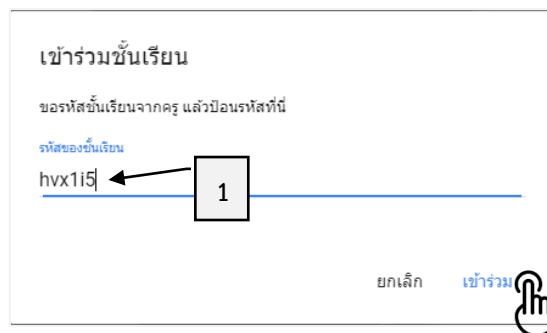 เข้าร่วมชั้นเรียน
ขอรหัสชั้นเรียนจากครู แล้วป้อนรหัสที่นี่
รหัสของชั้นเรียน
hvx1i5
1
ยกเลิก เข้าร่วม